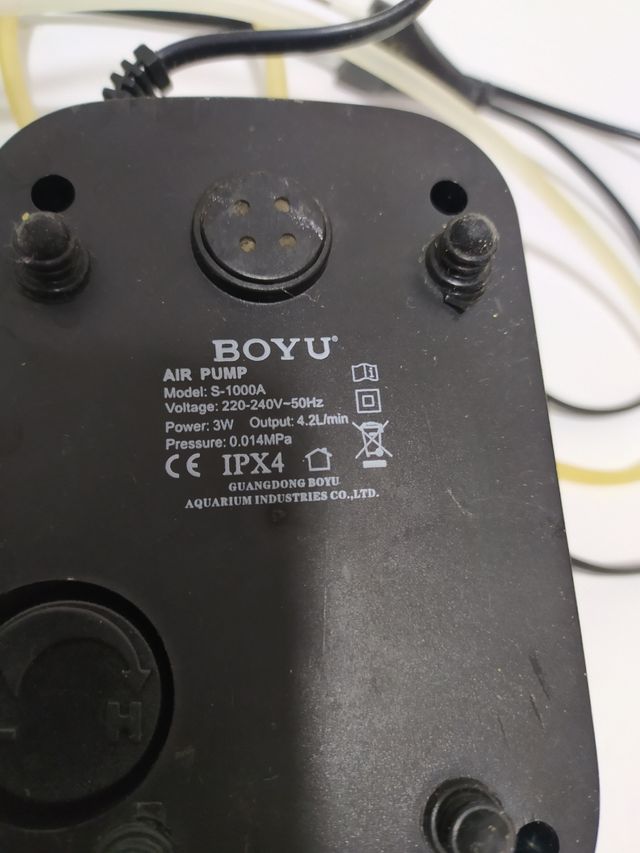 BOYU®
AIR PUMP
Model: S-1000A
Voltage: 220-240V~50Hz
Power: 3W Output: 4.2L/min
Pressure: 0.014MPa
CE IPX4
GUANGDONG BOYU
AQUARIUM INDUSTRIES CO.,LTD.
H